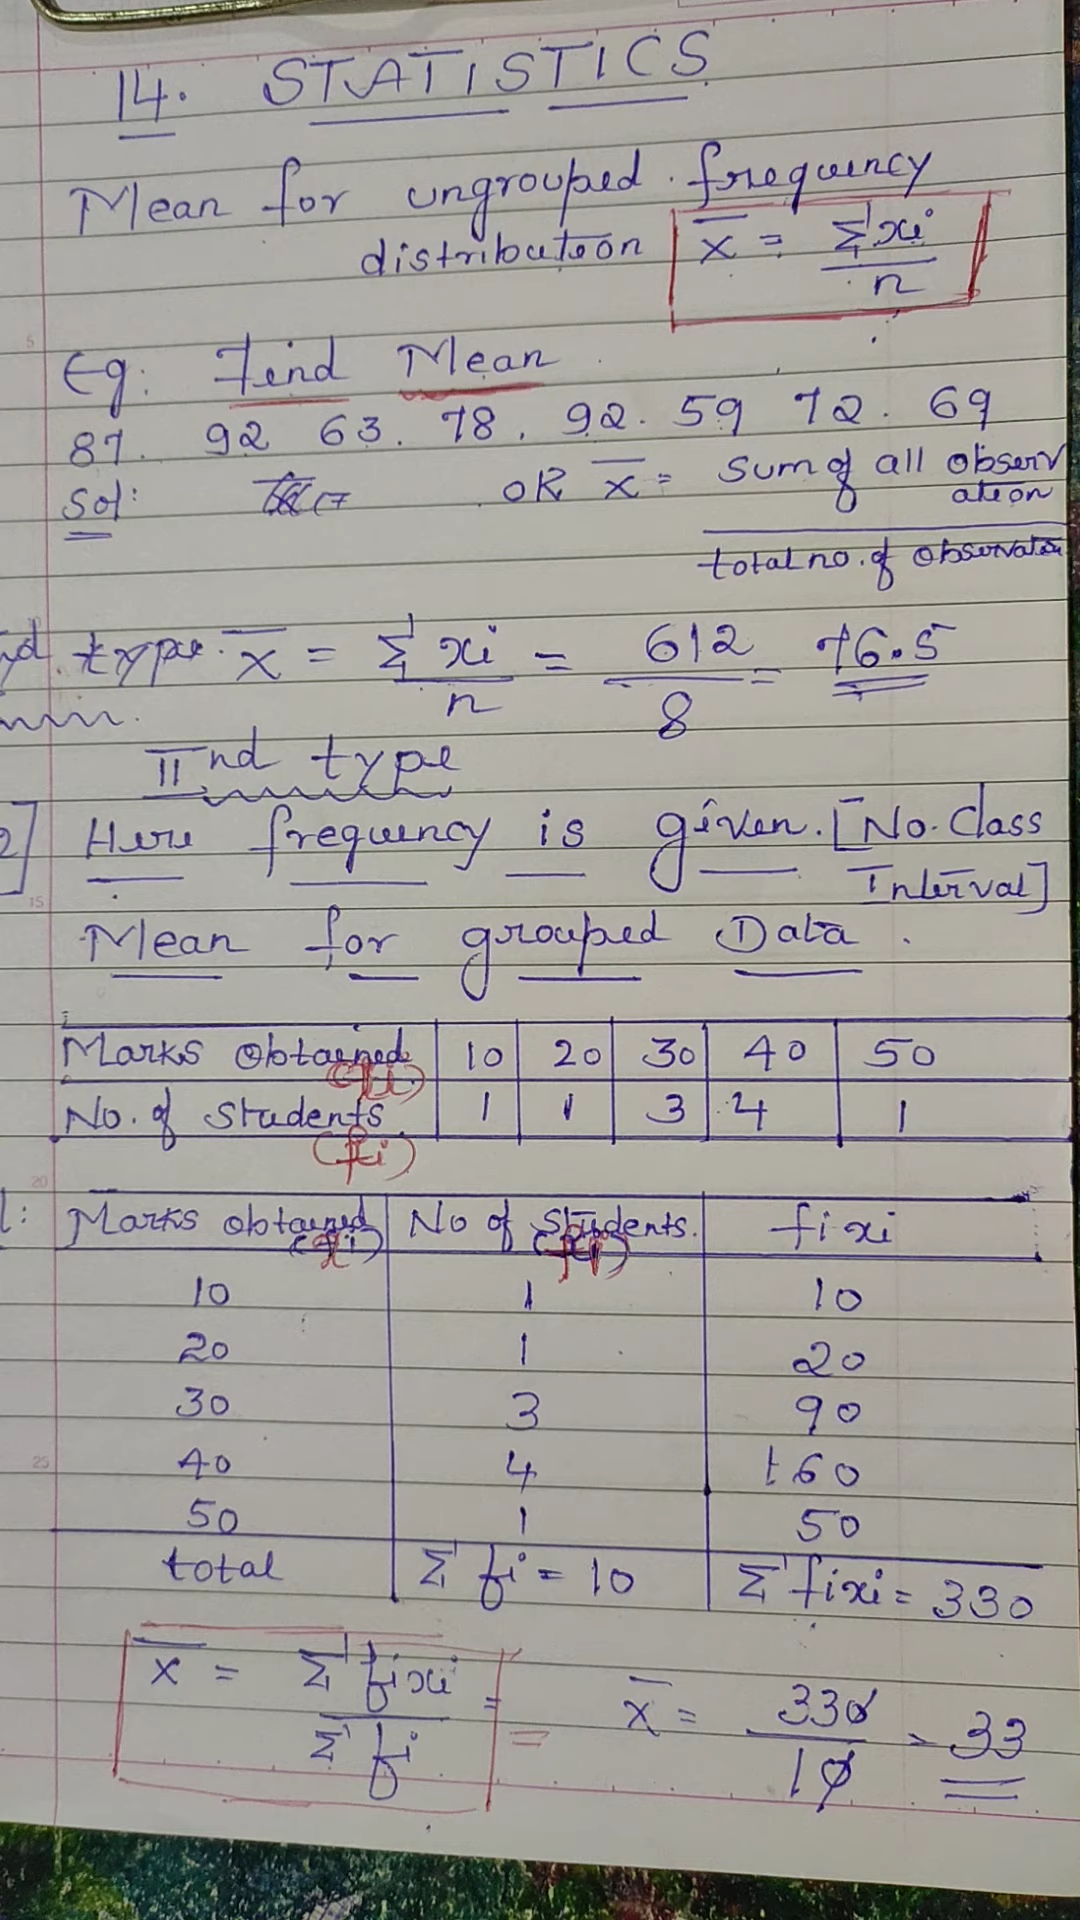 14. STATISTICS
Mean for ungrouped frequency
distribution x̄ = Σxi/n
Eg: Find Mean
87. 92 63. 78. 92. 59 72. 69
Sol: OR x̄ = Sum of all observ
ation
total no. of observation
type. x̄ = Σxi/n = 612/8 = 76.5
IInd type
2] Here frequency is given. [No. Class
Interval]
Mean for grouped Data.
Marks Obtained (xi) 10 20 30 40 50
No. of Students (fi) 1 1 3 4 1
Marks obtained (xi) No of Students. (fi) fixi
10 1 10
20 1 20
30 3 90
40 4 160
50 1 50
total Σfi = 10 Σfixi = 330
x̄ = Σfixi/Σfi = x̄ = 330/10 = 33